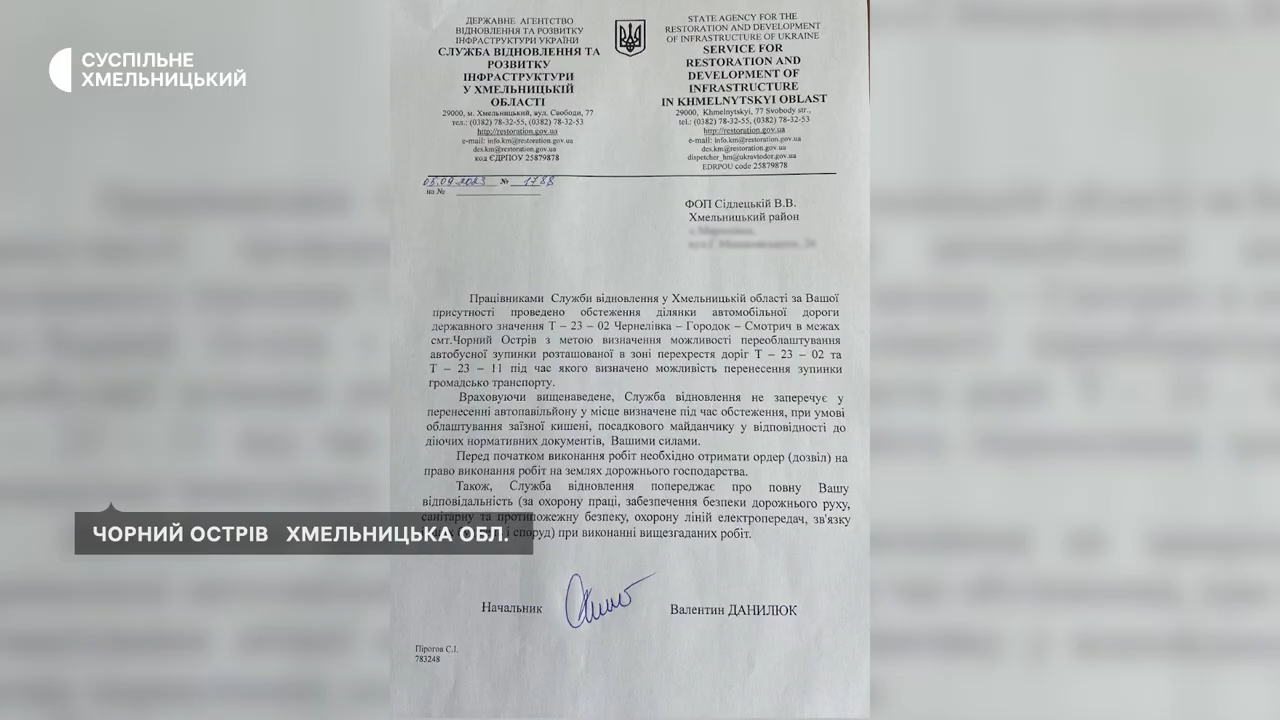 СУСПІЛЬНЕ
ХМЕЛЬНИЦЬКИЙ
ДЕРЖАВНЕ АГЕНТСТВО
ВІДНОВЛЕННЯ ТА РОЗВИТКУ
ІНФРАСТРУКТУРИ УКРАЇНИ
СЛУЖБА ВІДНОВЛЕННЯ ТА
РОЗВИТКУ
ІНФРАСТРУКТУРИ
У ХМЕЛЬНИЦЬКІЙ
ОБЛАСТІ
29000, м. Хмельницький, вул. Свободи, 77
тел.: (0382) 78-32-55, (0382) 78-32-53
http://restoration.gov.ua
e-mail: info.km@restoration.gov.ua
des.km@restoration.gov.ua
код ЄДРПОУ 25879878
STATE AGENCY FOR THE
RESTORATION AND DEVELOPMENT
OF INFRASTRUCTURE OF UKRAINE
SERVICE FOR
RESTORATION AND
DEVELOPMENT OF
INFRASTRUCTURE
IN KHMELNYTSKYI OBLAST
29000, Khmelnytskyi, 77 Svobody str.,
tel.: (0382) 78-32-55, (0382) 78-32-53
http://restoration.gov.ua
e-mail: info.km@restoration.gov.ua
des.km@restoration.gov.ua
dispetcher_hm@ukravtodor.gov.ua
EDRPOU code 25879878
05.09.2023 № 1788
на №
ФОП Сідлецькій В.В.
Хмельницький район
Працівниками Служби відновлення у Хмельницькій області за Вашої
присутності проведено обстеження ділянки автомобільної дороги
державного значення Т – 23 – 02 Чернелівка – Городок – Смотрич в межах
смт.Чорний Острів з метою визначення можливості переоблаштування
автобусної зупинки розташованої в зоні перехрестя доріг Т – 23 – 02 та
Т – 23 – 11 під час якого визначено можливість перенесення зупинки
громадсько транспорту.
Враховуючи вищенаведене, Служба відновлення не заперечує у
перенесенні автопавільйону у місце визначене під час обстеження, при умові
облаштування заїзної кишені, посадкового майданчику у відповідності до
діючих нормативних документів, Вашими силами.
Перед початком виконання робіт необхідно отримати ордер (дозвіл) на
право виконання робіт на землях дорожнього господарства.
Також, Служба відновлення попереджає про повну Вашу
відповідальність (за охорону праці, забезпечення безпеки дорожнього руху,
санітарну та протипожежну безпеку, охорону ліній електропередач, зв'язку
і споруд) при виконанні вищезгаданих робіт.
ЧОРНИЙ ОСТРІВ ХМЕЛЬНИЦЬКА ОБЛ.
Начальник
Валентин ДАНИЛЮК
Пірогов С.І.
783248